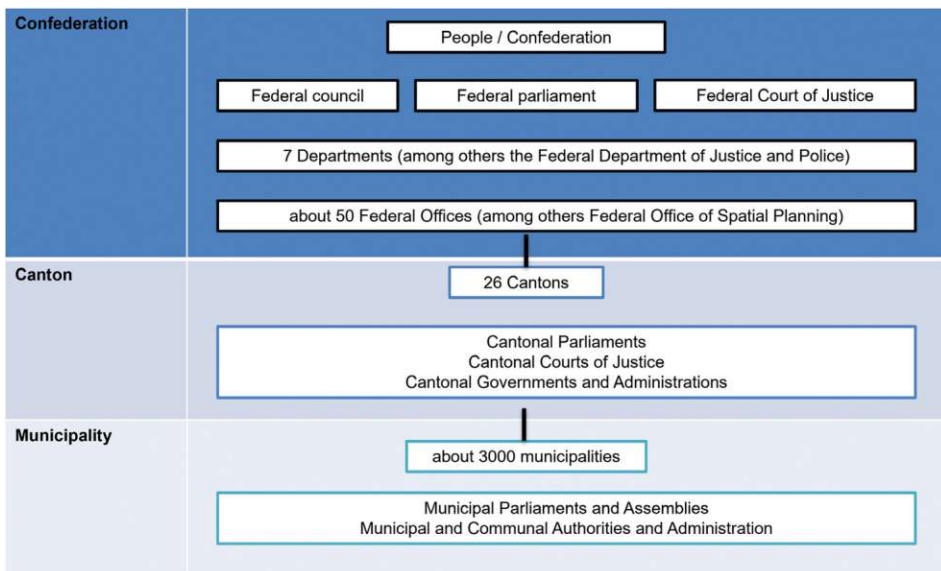 Confederation
People / Confederation
Federal council
Federal parliament
Federal Court of Justice
7 Departments (among others the Federal Department of Justice and Police)
about 50 Federal Offices (among others Federal Office of Spatial Planning)
Canton
26 Cantons
Cantonal Parliaments
Cantonal Courts of Justice
Cantonal Governments and Administrations
Municipality
about 3000 municipalities
Municipal Parliaments and Assemblies
Municipal and Communal Authorities and Administration